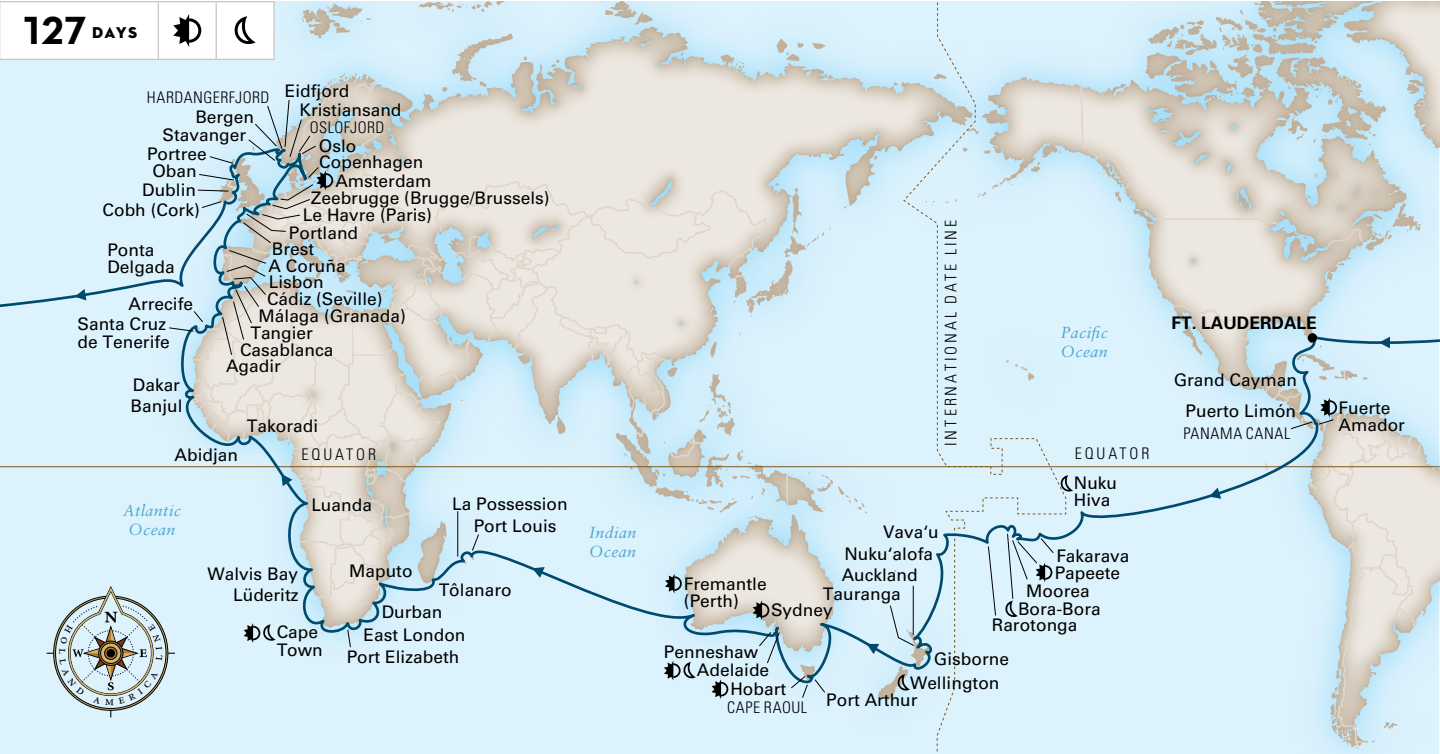 127 DAYS
HARDANGERFJORD
Eidfjord
Bergen
Kristiansand
Stavanger
OSLOFJORD
Oslo
Portree
Copenhagen
Oban
Amsterdam
Dublin
Zeebrugge (Brugge/Brussels)
Cobh (Cork)
Le Havre (Paris)
Portland
Ponta
Delgada
Brest
A Coruña
Lisbon
Cádiz (Seville)
Arrecife
Málaga (Granada)
Santa Cruz
de Tenerife
Tangier
Casablanca
Agadir
Dakar
Banjul
Takoradi
Abidjan
EQUATOR
Luanda
Atlantic
Ocean
La Possession
Port Louis
Indian
Ocean
Walvis Bay
Lüderitz
Maputo
Tôlanaro
Durban
Cape
Town
East London
Port Elizabeth
N
W
E
S
HOLLAND AMERICA LINE
Fremantle
(Perth)
Sydney
Penneshaw
Adelaide
Hobart
CAPE RAOUL
Port Arthur
Vava‘u
Nuku‘alofa
Auckland
Tauranga
Gisborne
Wellington
INTERNATIONAL DATE LINE
Pacific
Ocean
FT. LAUDERDALE
Grand Cayman
Puerto Limón
PANAMA CANAL
Fuerte
Amador
EQUATOR
Nuku
Hiva
Fakarava
Papeete
Moorea
Bora-Bora
Rarotonga